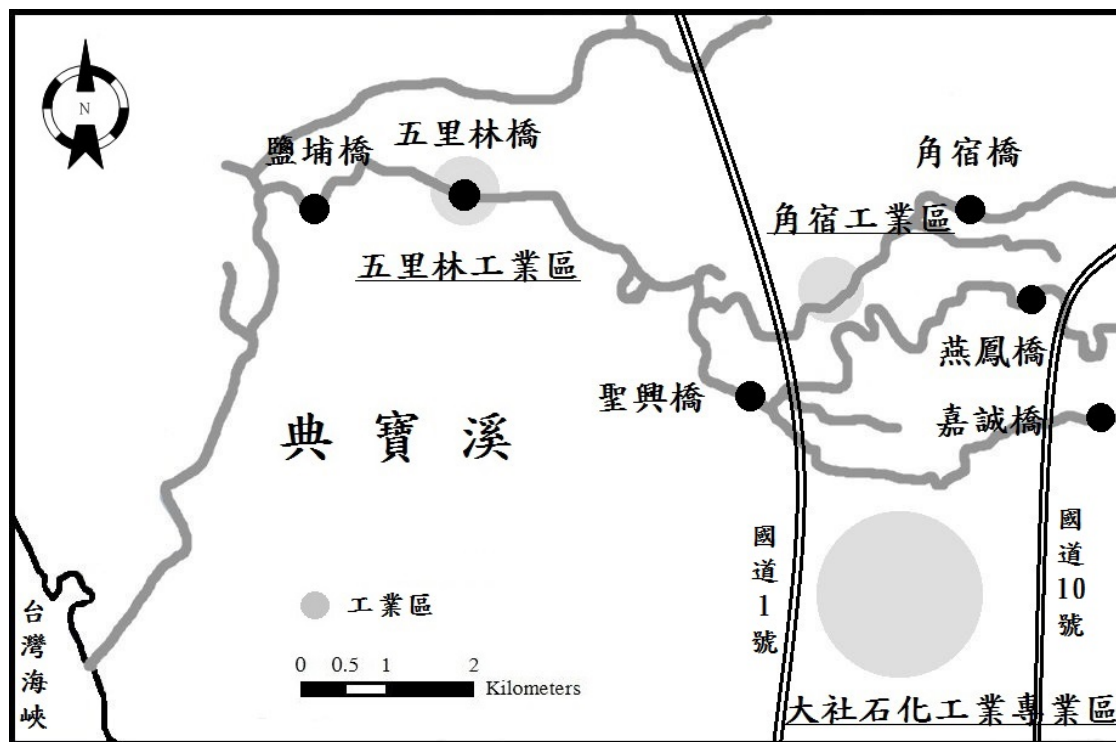 N
鹽埔橋
五里林橋
角宿橋
角宿工業區
五里林工業區
燕鳳橋
聖興橋
嘉誠橋
典寶溪
國道1號
國道10號
工業區
台灣海峽
0 0.5 1 2
Kilometers
大社石化工業專業區